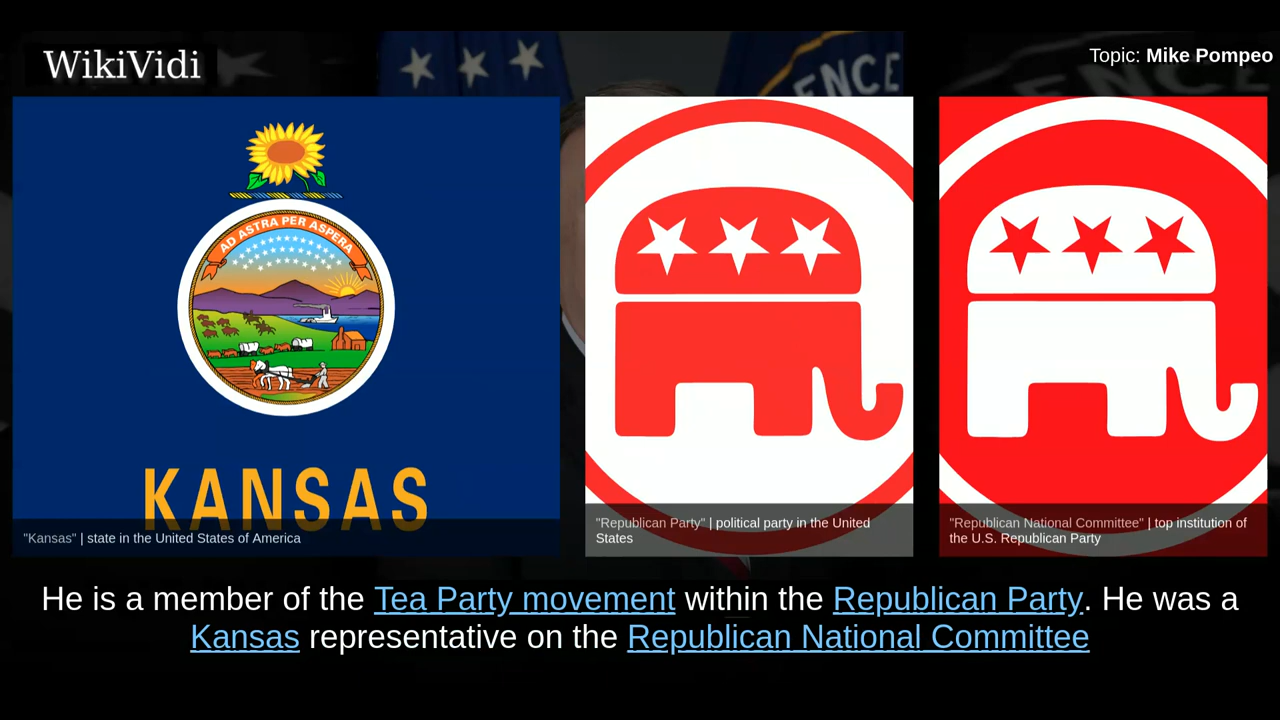 WikiVidi
Topic: Mike Pompeo
ENCE
ENCE
AD ASTRA PER ASPERA
KANSAS
"Kansas" | state in the United States of America
"Republican Party" | political party in the United
States
"Republican National Committee" | top institution of
the U.S. Republican Party
He is a member of the Tea Party movement within the Republican Party. He was a
Kansas representative on the Republican National Committee